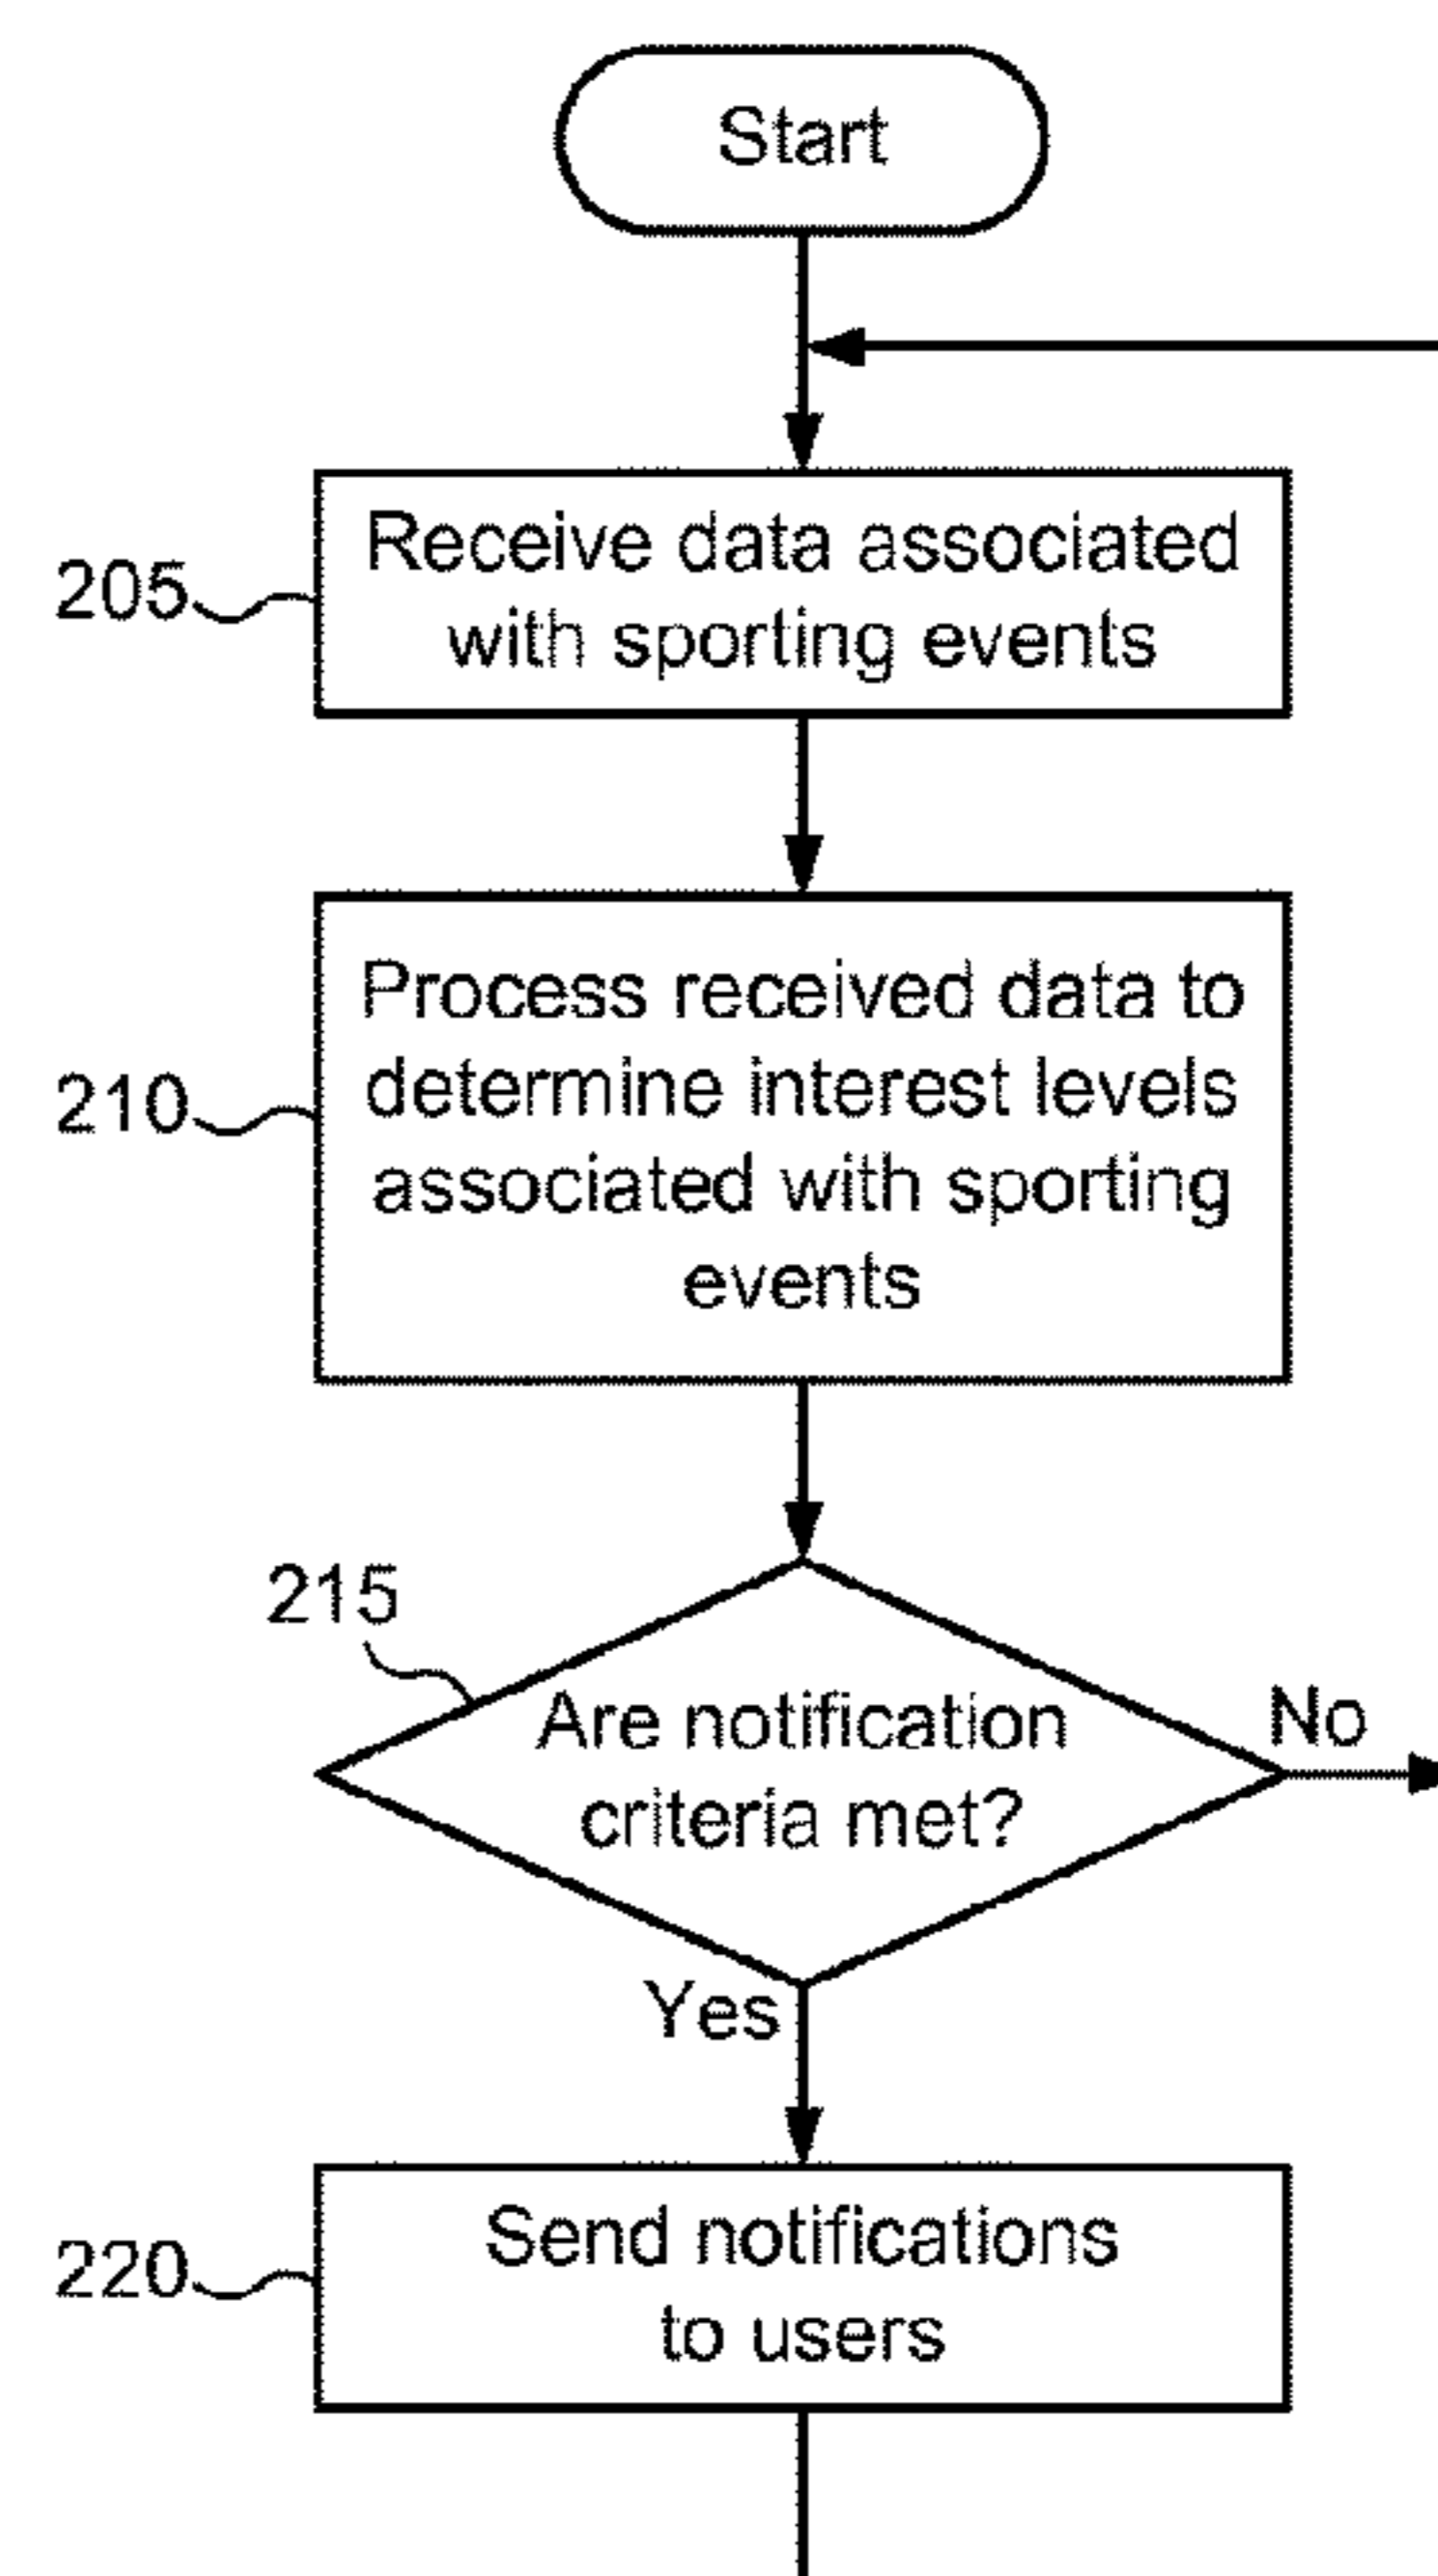 Start
205
Receive data associated
with sporting events
210
Process received data to
determine interest levels
associated with sporting
events
215
Are notification
criteria met?
No
Yes
220
Send notifications
to users